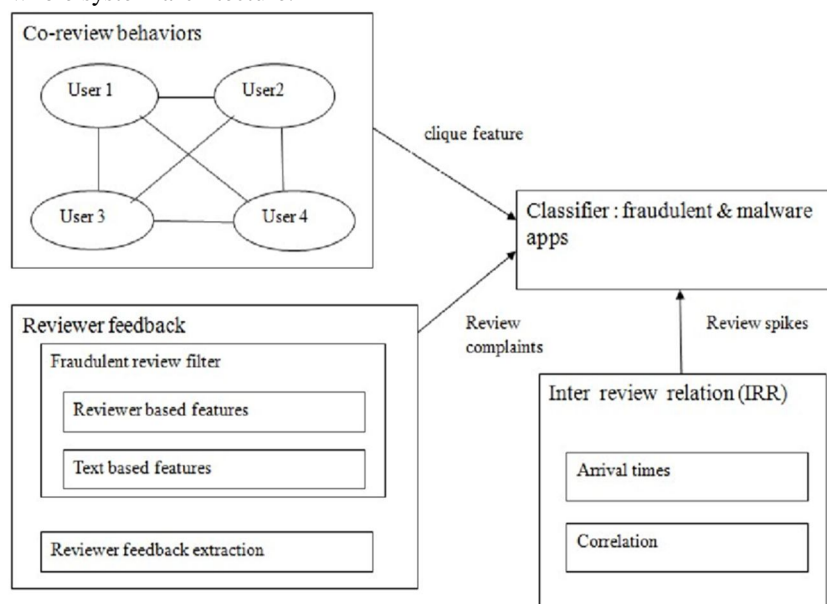 Co-review behaviors
User 1
User2
User 3
User 4
clique feature
Classifier : fraudulent & malware
apps
Reviewer feedback
Fraudulent review filter
Reviewer based features
Text based features
Reviewer feedback extraction
Review
complaints
Review spikes
Inter review relation (IRR)
Arrival times
Correlation